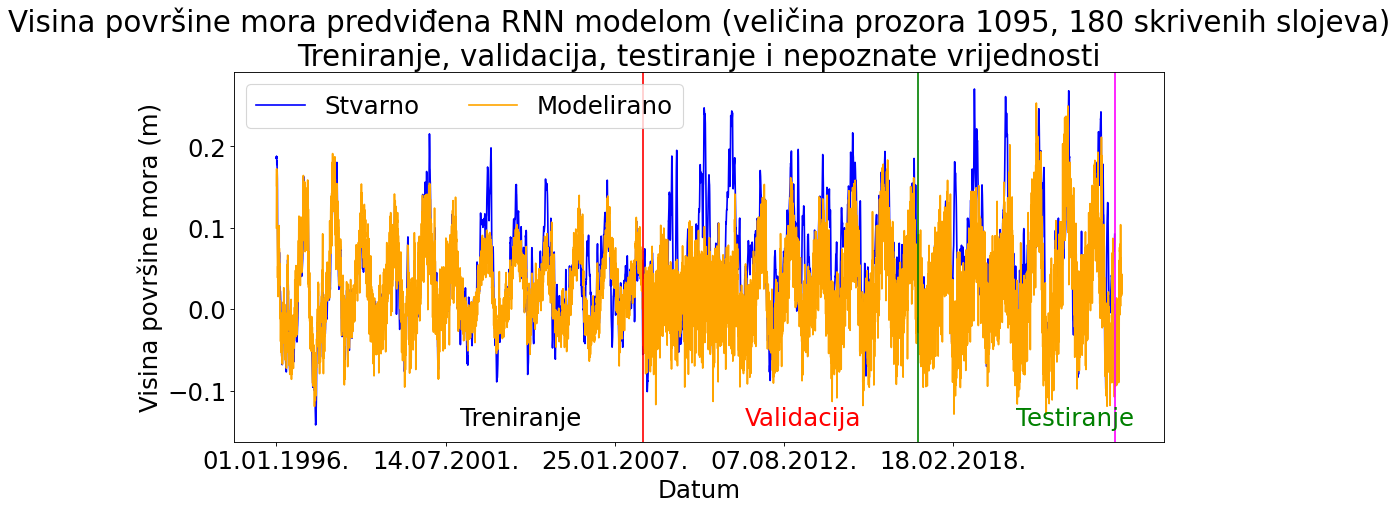 Visina površine mora predviđena RNN modelom (veličina prozora 1095, 180 skrivenih slojeva)
Treniranje, validacija, testiranje i nepoznate vrijednosti
Stvarno Modelirano
Visina površine mora (m)
0.2
0.1
0.0
−0.1
Treniranje Validacija Testiranje
01.01.1996. 14.07.2001. 25.01.2007. 07.08.2012. 18.02.2018.
Datum